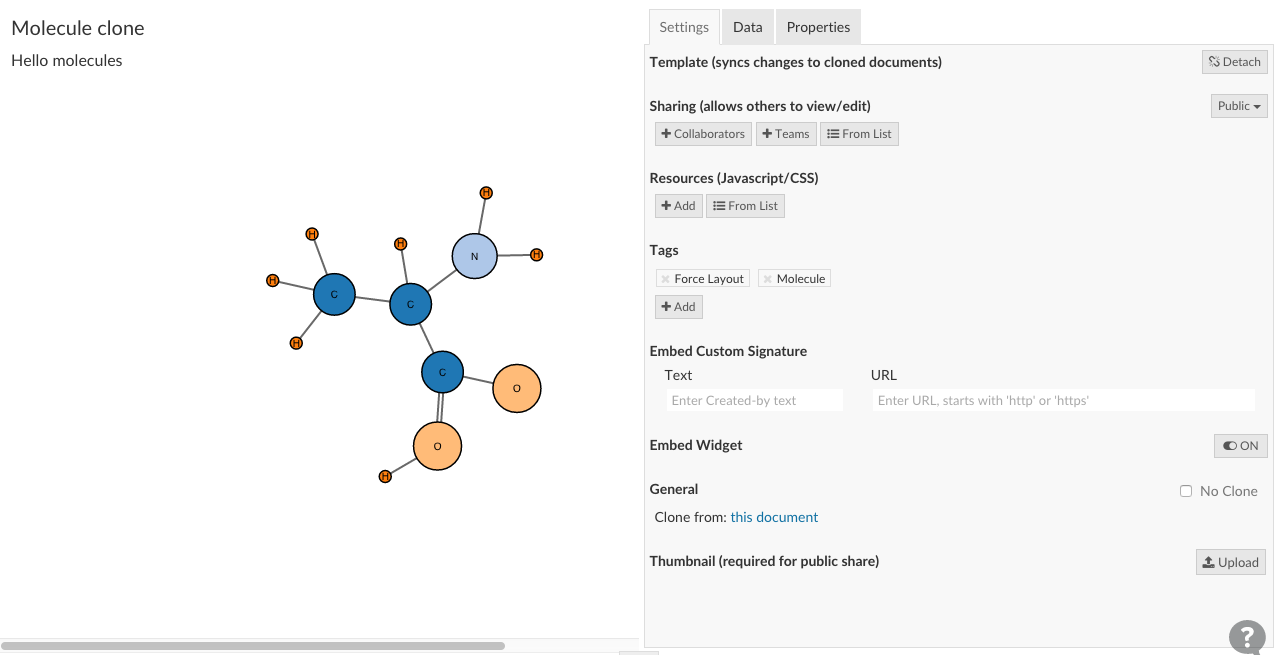 Molecule clone
Hello molecules
H
H
H
N
H
H
C
C
H
C
O
O
H
Settings Data Properties
Template (syncs changes to cloned documents) Detach
Sharing (allows others to view/edit) Public
Collaborators Teams From List
Resources (Javascript/CSS)
Add From List
Tags
Force Layout Molecule
Add
Embed Custom Signature
Text URL
Enter Created-by text Enter URL, starts with 'http' or 'https'
Embed Widget ON
General No Clone
Clone from: this document
Thumbnail (required for public share) Upload
?